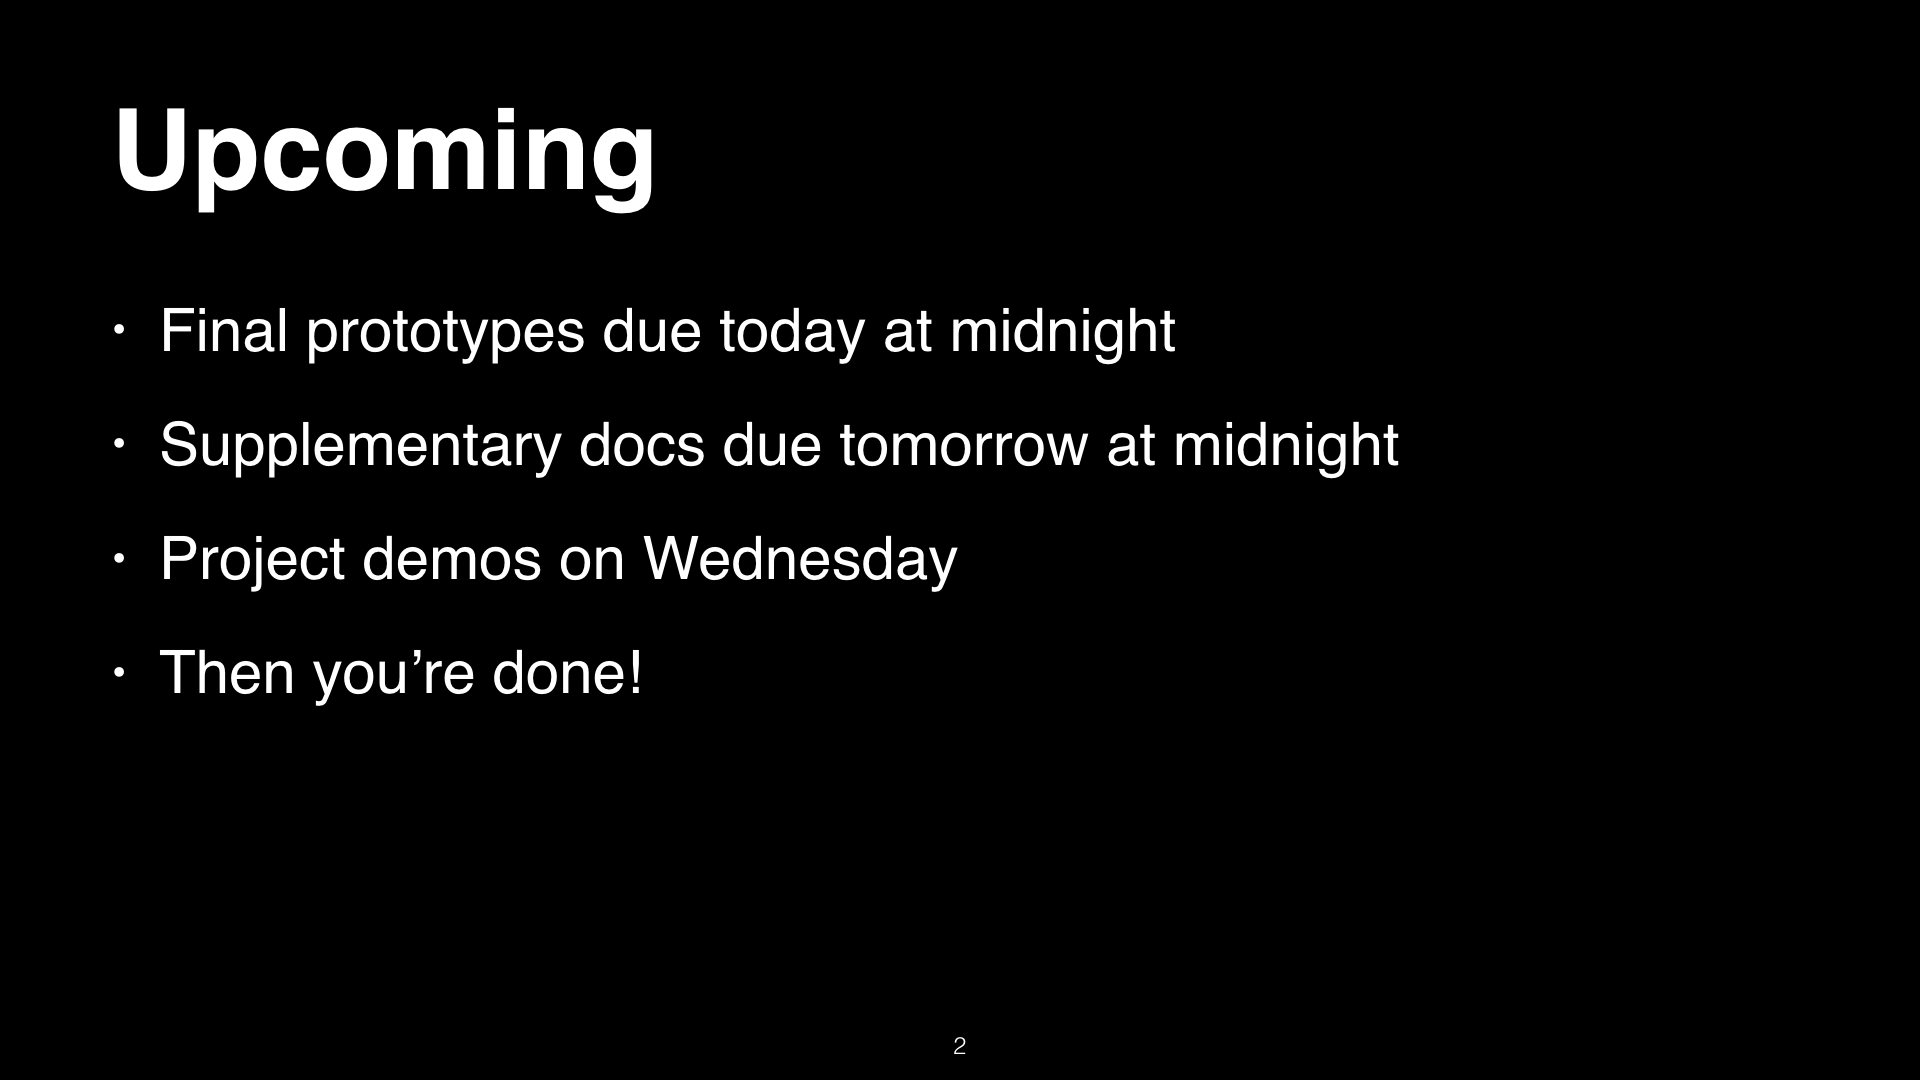 Upcoming
• Final prototypes due today at midnight
• Supplementary docs due tomorrow at midnight
• Project demos on Wednesday
• Then you’re done!
2